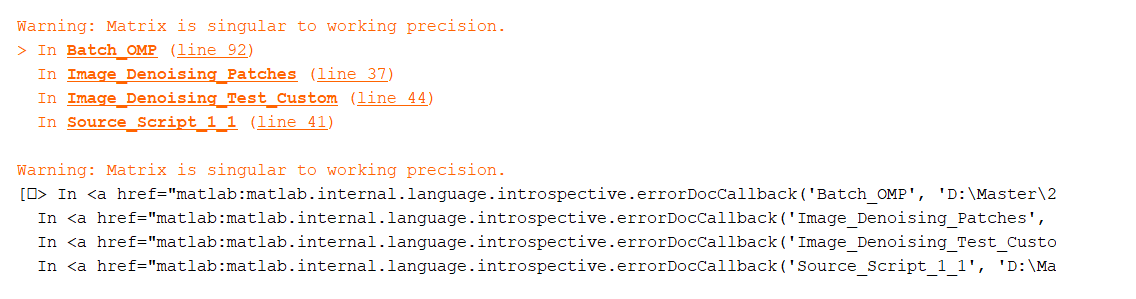 Warning: Matrix is singular to working precision.
> In Batch_OMP (line 92)
In Image_Denoising_Patches (line 37)
In Image_Denoising_Test_Custom (line 44)
In Source_Script_1_1 (line 41)
Warning: Matrix is singular to working precision.
[□> In <a href="matlab:matlab.internal.language.introspective.errorDocCallback('Batch_OMP', 'D:\Master\2
In <a href="matlab:matlab.internal.language.introspective.errorDocCallback('Image_Denoising_Patches',
In <a href="matlab:matlab.internal.language.introspective.errorDocCallback('Image_Denoising_Test_Custo
In <a href="matlab:matlab.internal.language.introspective.errorDocCallback('Source_Script_1_1', 'D:\Ma